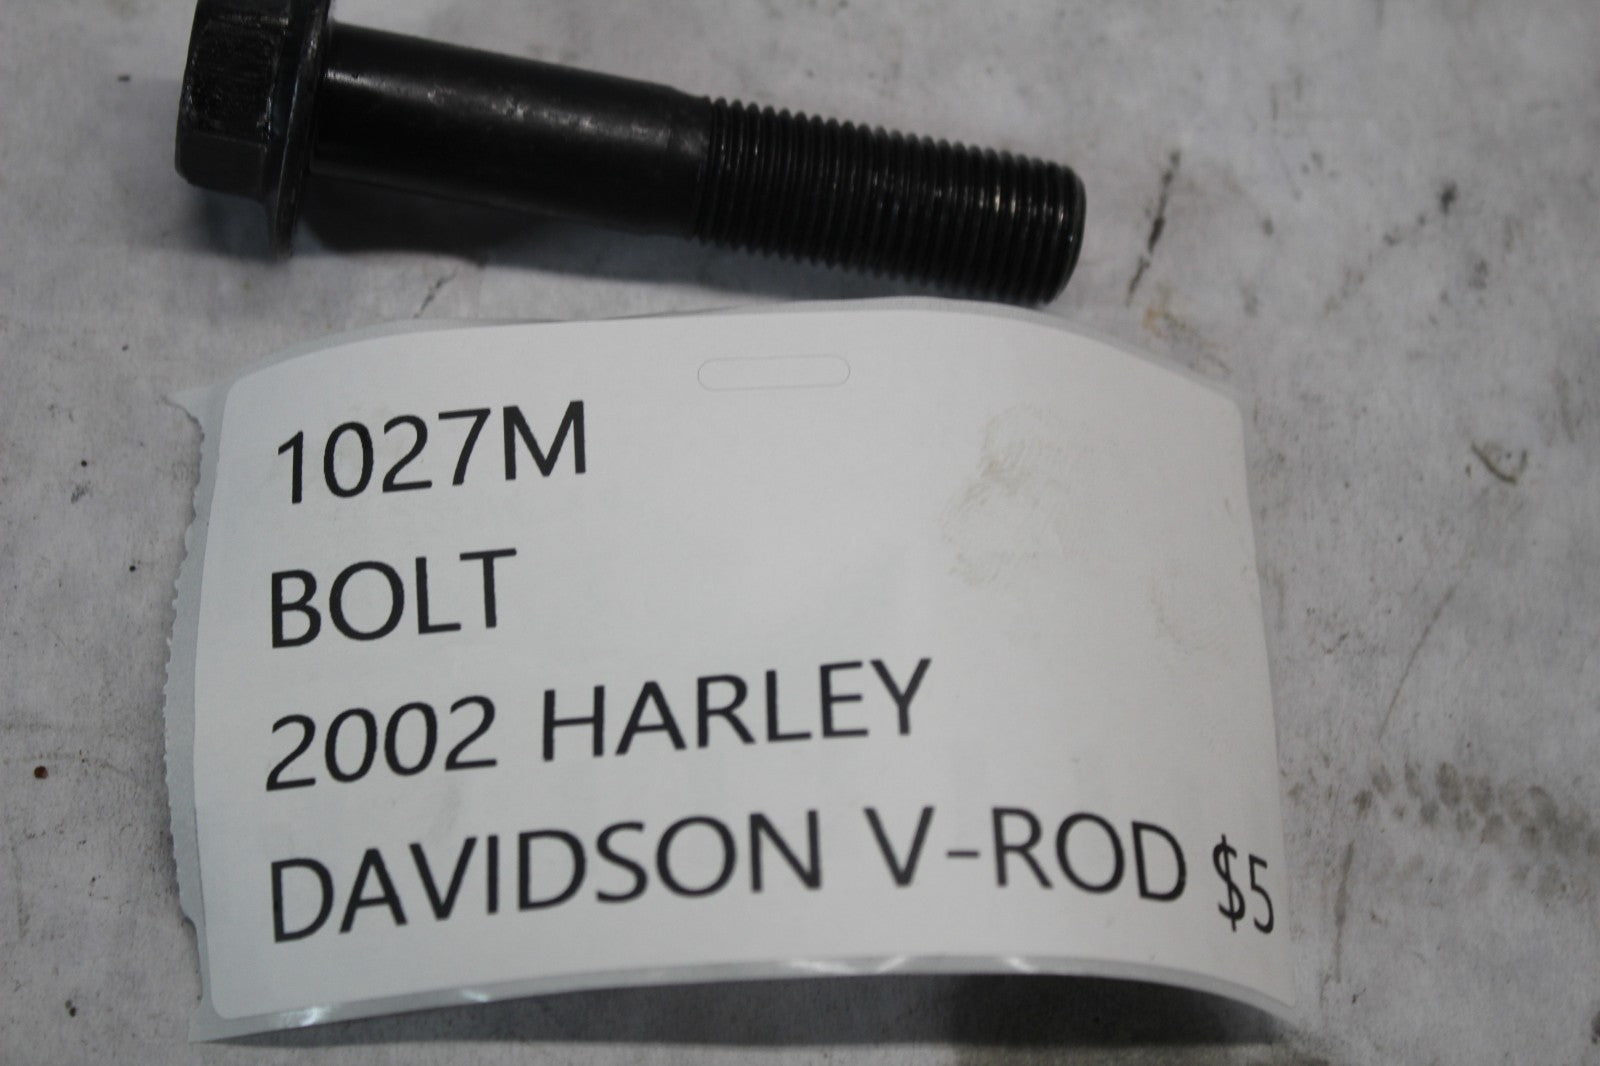 1027M
BOLT
2002 HARLEY
DAVIDSON V-ROD $5